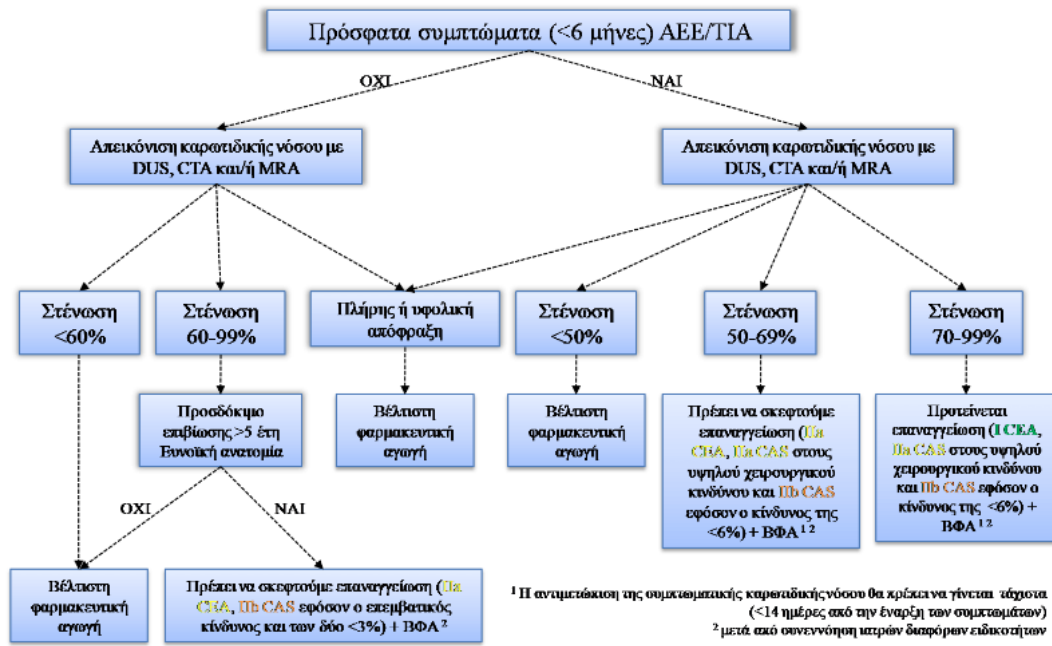 Πρόσφατα συμπτώματα (<6 μήνες) ΑΕΕ/ΤΙΑ
ΟΧΙ
ΝΑΙ
Απεικόνιση καρωτιδικής νόσου με
DUS, CTA και/ή MRA
Απεικόνιση καρωτιδικής νόσου με
DUS, CTA και/ή MRA
Στένωση
<60%
Στένωση
60-99%
Πλήρης ή υφολική
απόφραξη
Στένωση
<50%
Στένωση
50-69%
Στένωση
70-99%
Προσδόκιμο
επιβίωσης >5 έτη
Ευνοϊκή ανατομία
Βέλτιστη
φαρμακευτική
αγωγή
Βέλτιστη
φαρμακευτική
αγωγή
Πρέπει να σκεφτούμε
επαναγγείωση (IIa
CEA, IIa CAS στους
υψηλού χειρουργικού
κινδύνου και IIb CAS
εφόσον ο κίνδυνος της
<6%) + ΒΦΑ 1 2
Προτείνεται
επαναγγείωση (I CEA,
IIa CAS στους υψηλού
χειρουργικού κινδύνου
και IIb CAS εφόσον ο
κίνδυνος της <6%) +
ΒΦΑ 1 2
ΟΧΙ
ΝΑΙ
Βέλτιστη
φαρμακευτική
αγωγή
Πρέπει να σκεφτούμε επαναγγείωση (IIa
CEA, IIb CAS εφόσον ο επεμβατικός
κίνδυνος και των δύο <3%) + ΒΦΑ 2
1 Η αντιμετώπιση της συμπτωματικής καρωτιδικής νόσου θα πρέπει να γίνεται τάχιστα
(<14 ημέρες από την έναρξη των συμπτωμάτων)
2 μετά από συνεννόηση ιατρών διαφόρων ειδικοτήτων